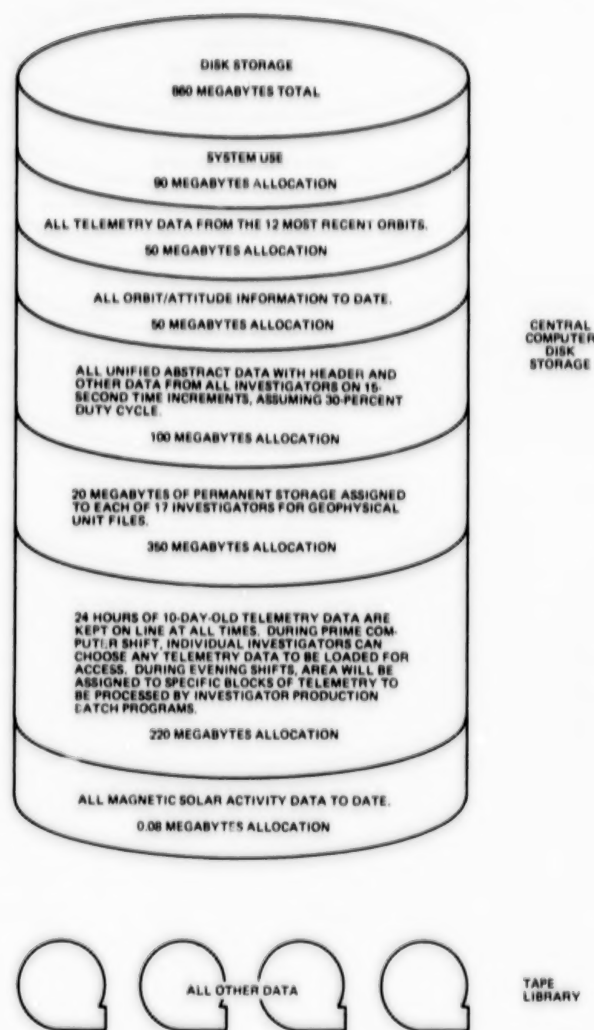 DISK STORAGE
860 MEGABYTES TOTAL
SYSTEM USE
90 MEGABYTES ALLOCATION
ALL TELEMETRY DATA FROM THE 12 MOST RECENT ORBITS.
50 MEGABYTES ALLOCATION
ALL ORBIT/ATTITUDE INFORMATION TO DATE.
50 MEGABYTES ALLOCATION
CENTRAL
COMPUTER
DISK
STORAGE
ALL UNIFIED ABSTRACT DATA WITH HEADER AND
OTHER DATA FROM ALL INVESTIGATORS ON 15-
SECOND TIME INCREMENTS, ASSUMING 30-PERCENT
DUTY CYCLE.
100 MEGABYTES ALLOCATION
20 MEGABYTES OF PERMANENT STORAGE ASSIGNED
TO EACH OF 17 INVESTIGATORS FOR GEOPHYSICAL
UNIT FILES.
350 MEGABYTES ALLOCATION
24 HOURS OF 10-DAY-OLD TELEMETRY DATA ARE
KEPT ON LINE AT ALL TIMES. DURING PRIME COM-
PUTER SHIFT, INDIVIDUAL INVESTIGATORS CAN
CHOOSE ANY TELEMETRY DATA TO BE LOADED FOR
ACCESS. DURING EVENING SHIFTS, AREA WILL BE
ASSIGNED TO SPECIFIC BLOCKS OF TELEMETRY TO
BE PROCESSED BY INVESTIGATOR PRODUCTION
BATCH PROGRAMS.
220 MEGABYTES ALLOCATION
ALL MAGNETIC SOLAR ACTIVITY DATA TO DATE.
0.08 MEGABYTES ALLOCATION
ALL OTHER DATA
TAPE
LIBRARY